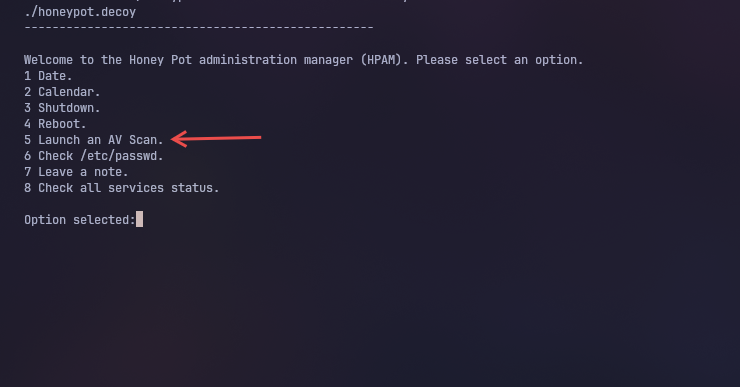 ./honeypot.decoy
--------------------------------------------------
Welcome to the Honey Pot administration manager (HPAM). Please select an option.
1 Date.
2 Calendar.
3 Shutdown.
4 Reboot.
5 Launch an AV Scan.
6 Check /etc/passwd.
7 Leave a note.
8 Check all services status.
Option selected: